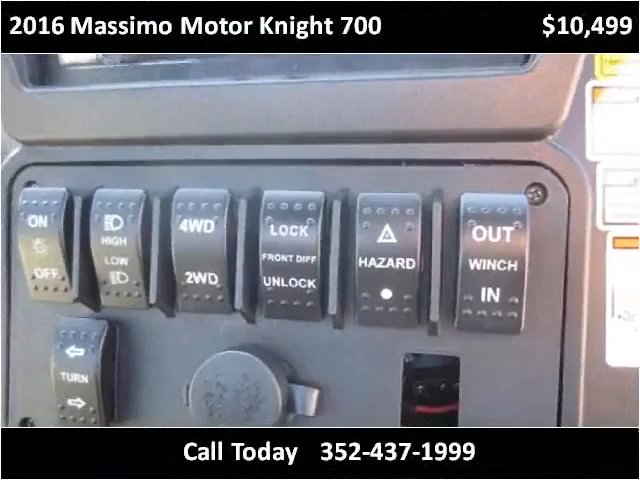 2016 Massimo Motor Knight 700 $10,499
ON
OFF
HIGH
LOW
4WD
2WD
LOCK
FRONT DIFF
UNLOCK
HAZARD
OUT
WINCH
IN
TURN
Call Today 352-437-1999